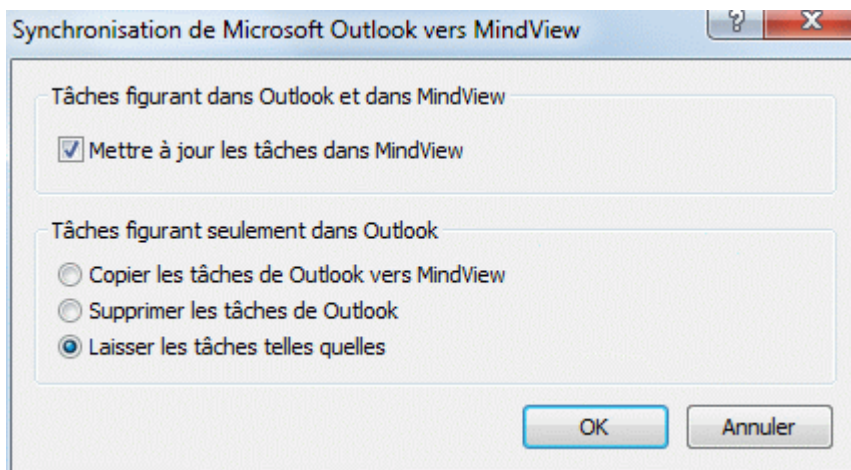 Synchronisation de Microsoft Outlook vers MindView
Tâches figurant dans Outlook et dans MindView
Mettre à jour les tâches dans MindView
Tâches figurant seulement dans Outlook
Copier les tâches de Outlook vers MindView
Supprimer les tâches de Outlook
Laisser les tâches telles quelles
OK Annuler